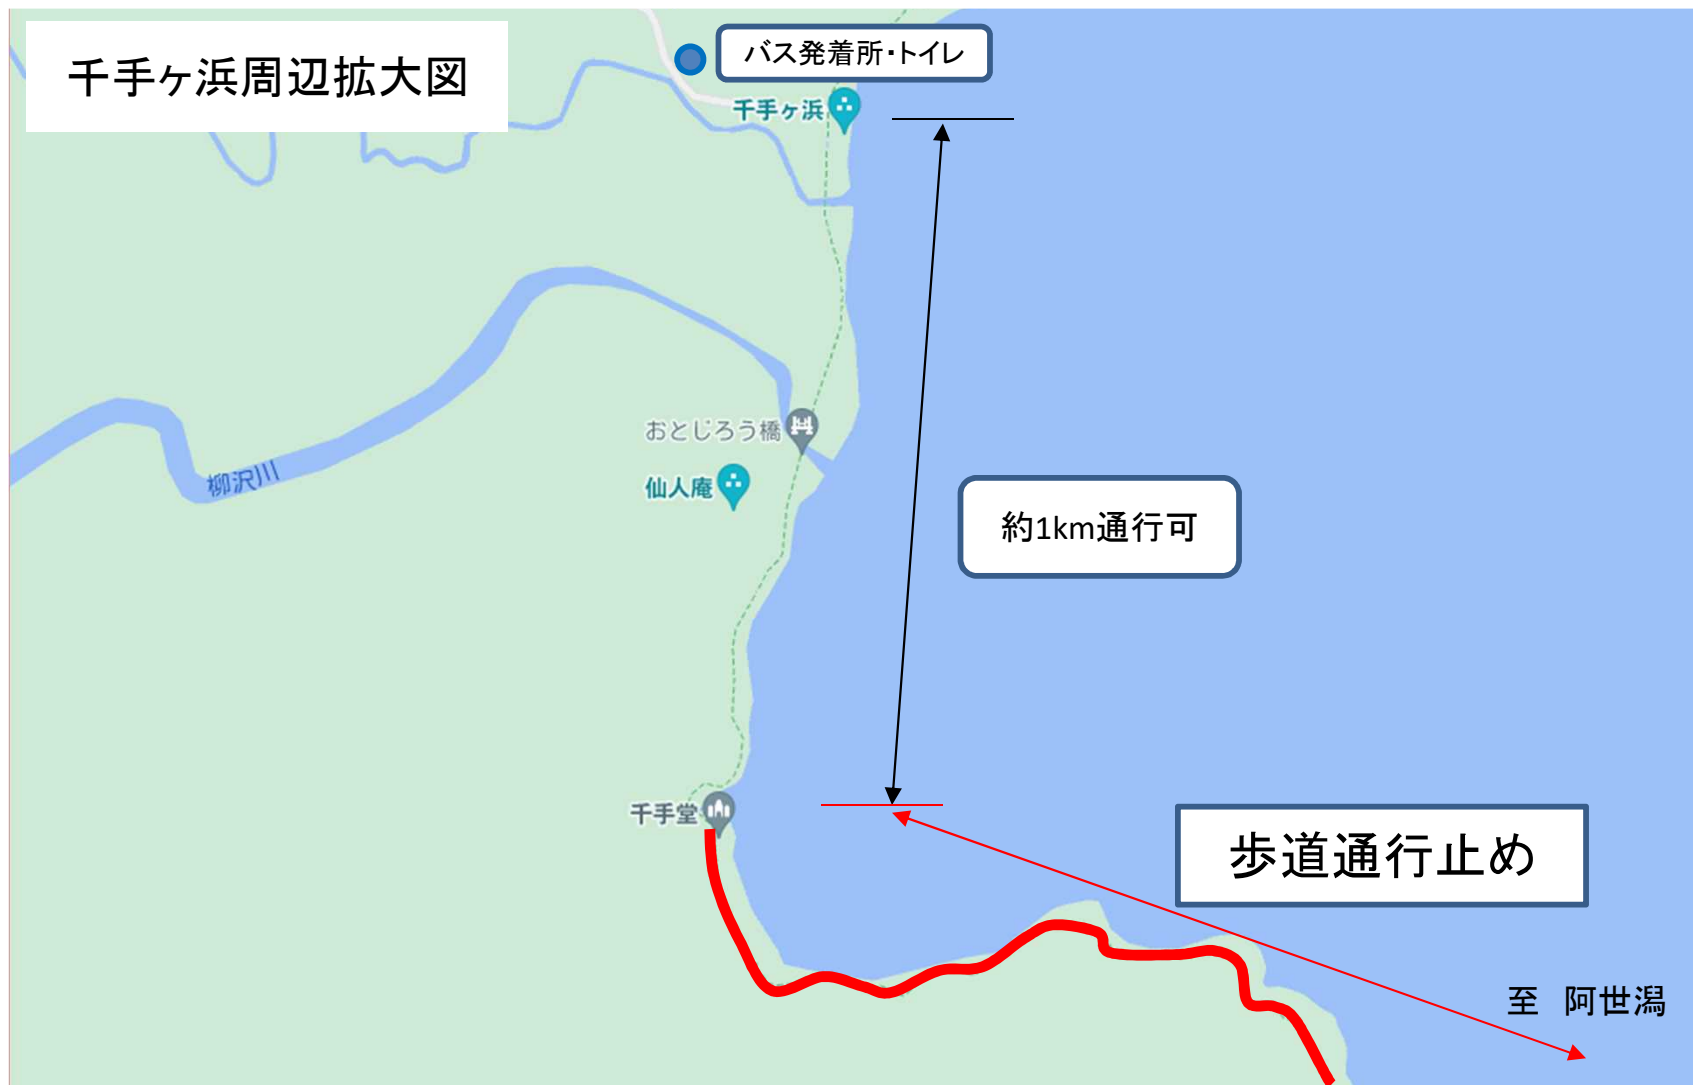 千手ヶ浜周辺拡大図
バス発着所・トイレ
千手ヶ浜
おとじろう橋
柳沢川
仙人庵
約1km通行可
千手堂
歩道通行止め
至　阿世潟